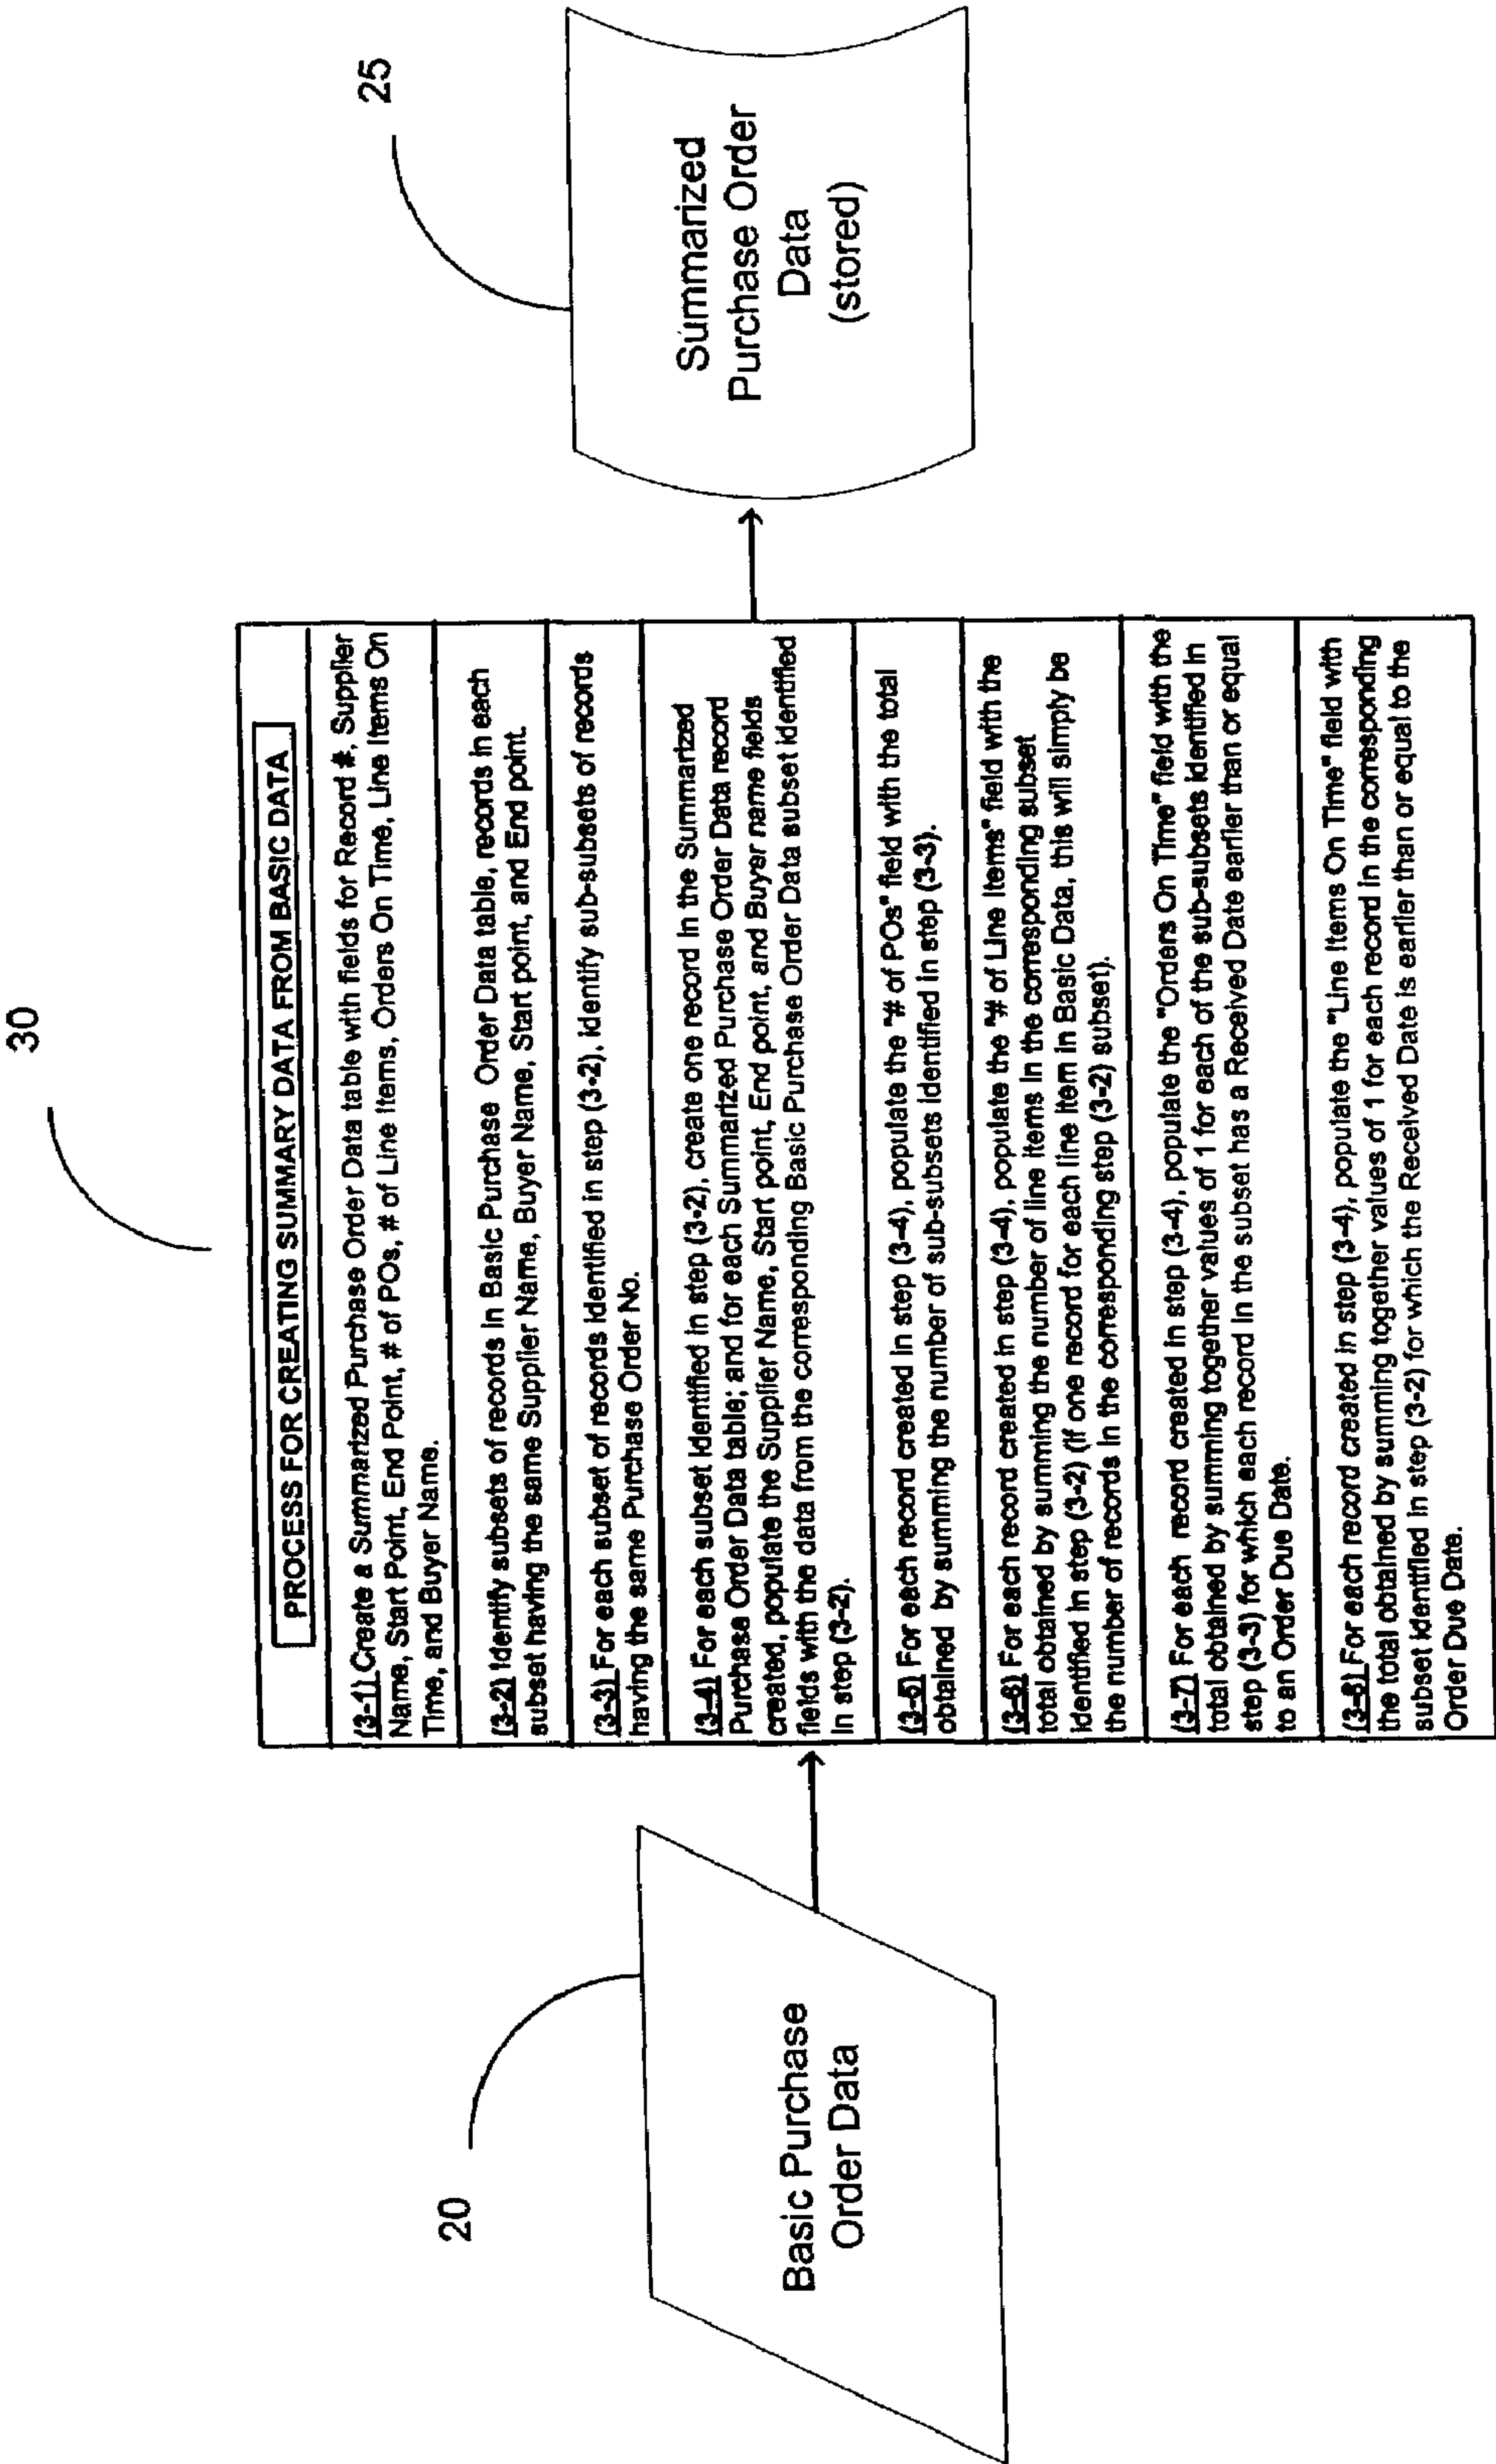 30
PROCESS FOR CREATING SUMMARY DATA FROM BASIC DATA
(3-1) Create a Summarized Purchase Order Data table with fields for Record #, Supplier
Name, Start Point, End Point, # of POs, # of Line Items, Orders On Time, Line Items On
Time, and Buyer Name.
(3-2) Identify subsets of records in Basic Purchase Order Data table, records in each
subset having the same Supplier Name, Buyer Name, Start point, and End point.
(3-3) For each subset of records identified in step (3-2), identify sub-subsets of records
having the same Purchase Order No.
(3-4) For each subset identified in step (3-2), create one record in the Summarized
Purchase Order Data table; and for each Summarized Purchase Order Data record
created, populate the Supplier Name, Start point, End point, and Buyer name fields
fields with the data from the corresponding Basic Purchase Order Data subset identified
in step (3-2).
(3-5) For each record created in step (3-4), populate the "# of POs" field with the total
obtained by summing the number of sub-subsets identified in step (3-3).
(3-6) For each record created in step (3-4), populate the "# of Line Items" field with the
total obtained by summing the number of line items in the corresponding subset
identified in step (3-2) (if one record for each line item in Basic Data, this will simply be
the number of records in the corresponding step (3-2) subset).
(3-7) For each record created in step (3-4), populate the "Orders On Time" field with the
total obtained by summing together values of 1 for each of the sub-subsets identified in
step (3-3) for which each record in the subset has a Received Date earlier than or equal
to an Order Due Date.
(3-8) For each record created in step (3-4), populate the "Line Items On Time" field with
the total obtained by summing together values of 1 for each record in the corresponding
subset identified in step (3-2) for which the Received Date is earlier than or equal to the
Order Due Date.
20
Basic Purchase
Order Data
25
Summarized
Purchase Order
Data
(stored)